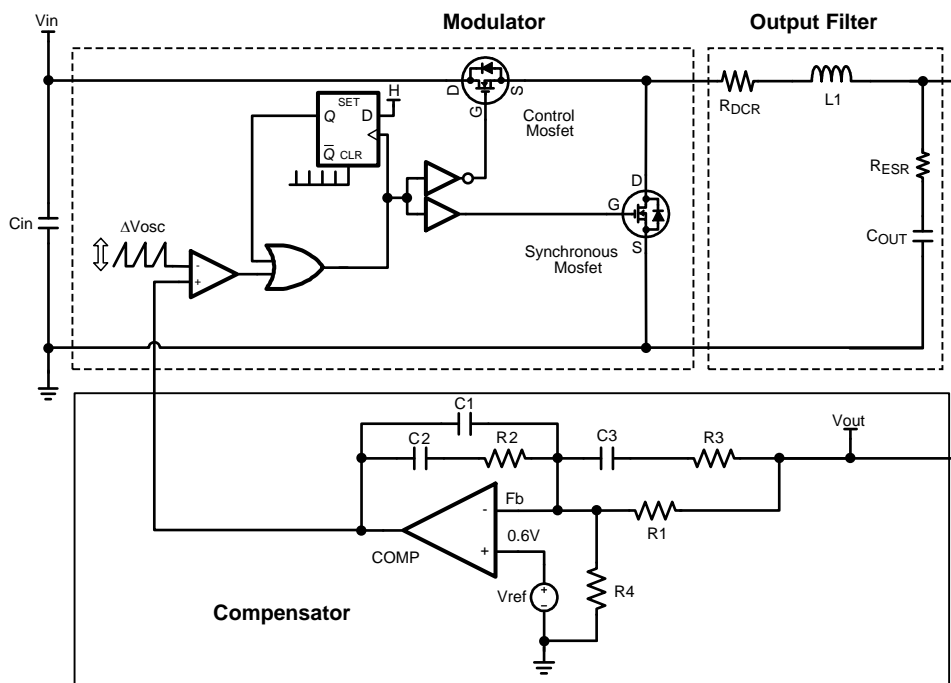 Modulator
Output Filter
Vin
SET
H
Q
D
Q CLR
D
S
G
Control
Mosfet
RDCR
L1
RESR
COUT
Cin
ΔVosc
-
+
G
D
S
Synchronous
Mosfet
C1
C2
R2
C3
R3
Vout
Fb
-
0.6V
+
COMP
R1
R4
Vref
+
-
Compensator